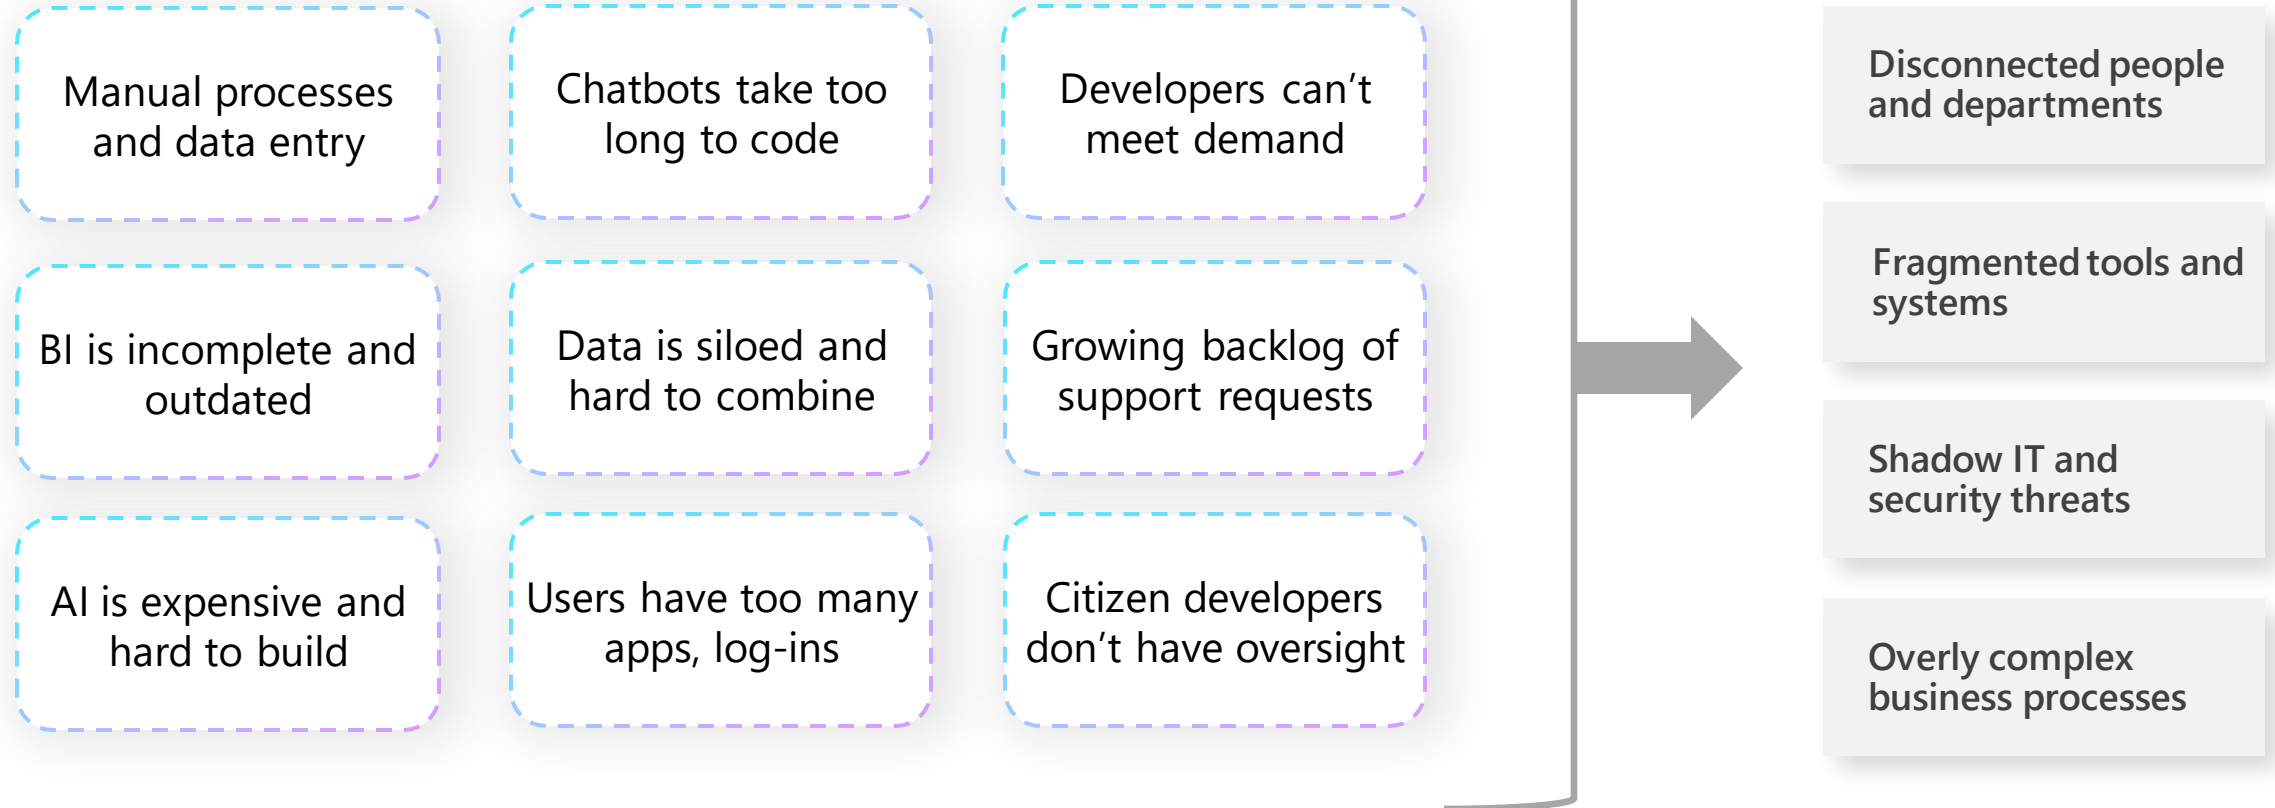 Manual processes
and data entry
Chatbots take too
long to code
Developers can't
meet demand
BI is incomplete and
outdated
Data is siloed and
hard to combine
Growing backlog of
support requests
AI is expensive and
hard to build
Users have too many
apps, log-ins
Citizen developers
don't have oversight
Disconnected people
and departments
Fragmented tools and
systems
Shadow IT and
security threats
Overly complex
business processes